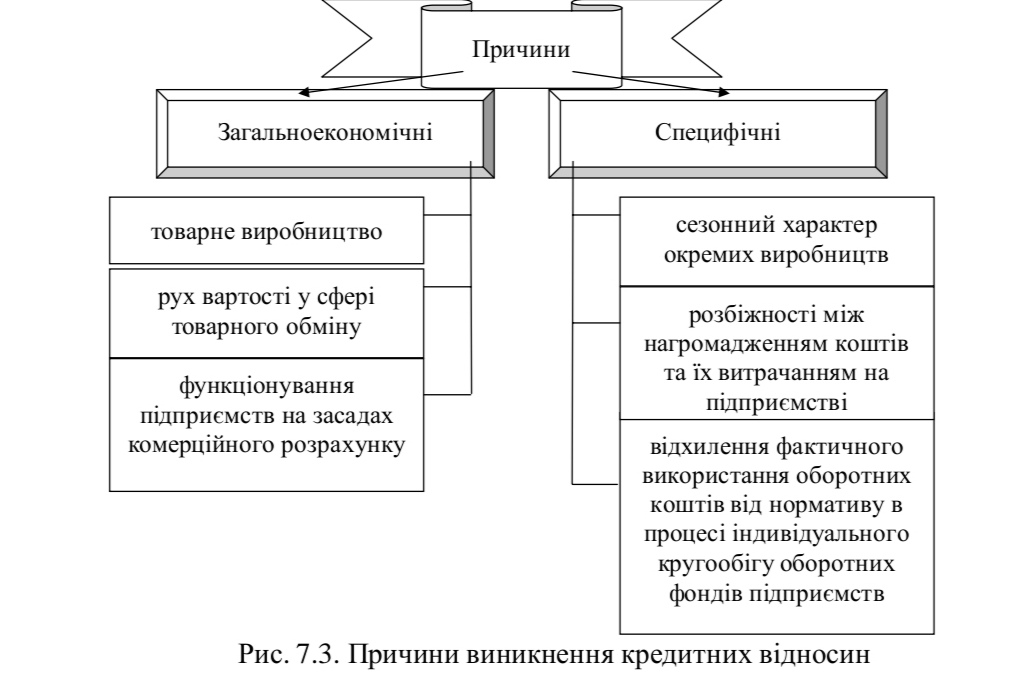 Причини
Загальноекономічні
Специфічні
товарне виробництво
рух вартості у сфері
товарного обміну
функціонування
підприємств на засадах
комерційного розрахунку
сезонний характер
окремих виробництв
розбіжності між
нагромадженням коштів
та їх витрачанням на
підприємстві
відхилення фактичного
використання оборотних
коштів від нормативу в
процесі індивідуального
кругообігу оборотних
фондів підприємств
Рис. 7.3. Причини виникнення кредитних відносин